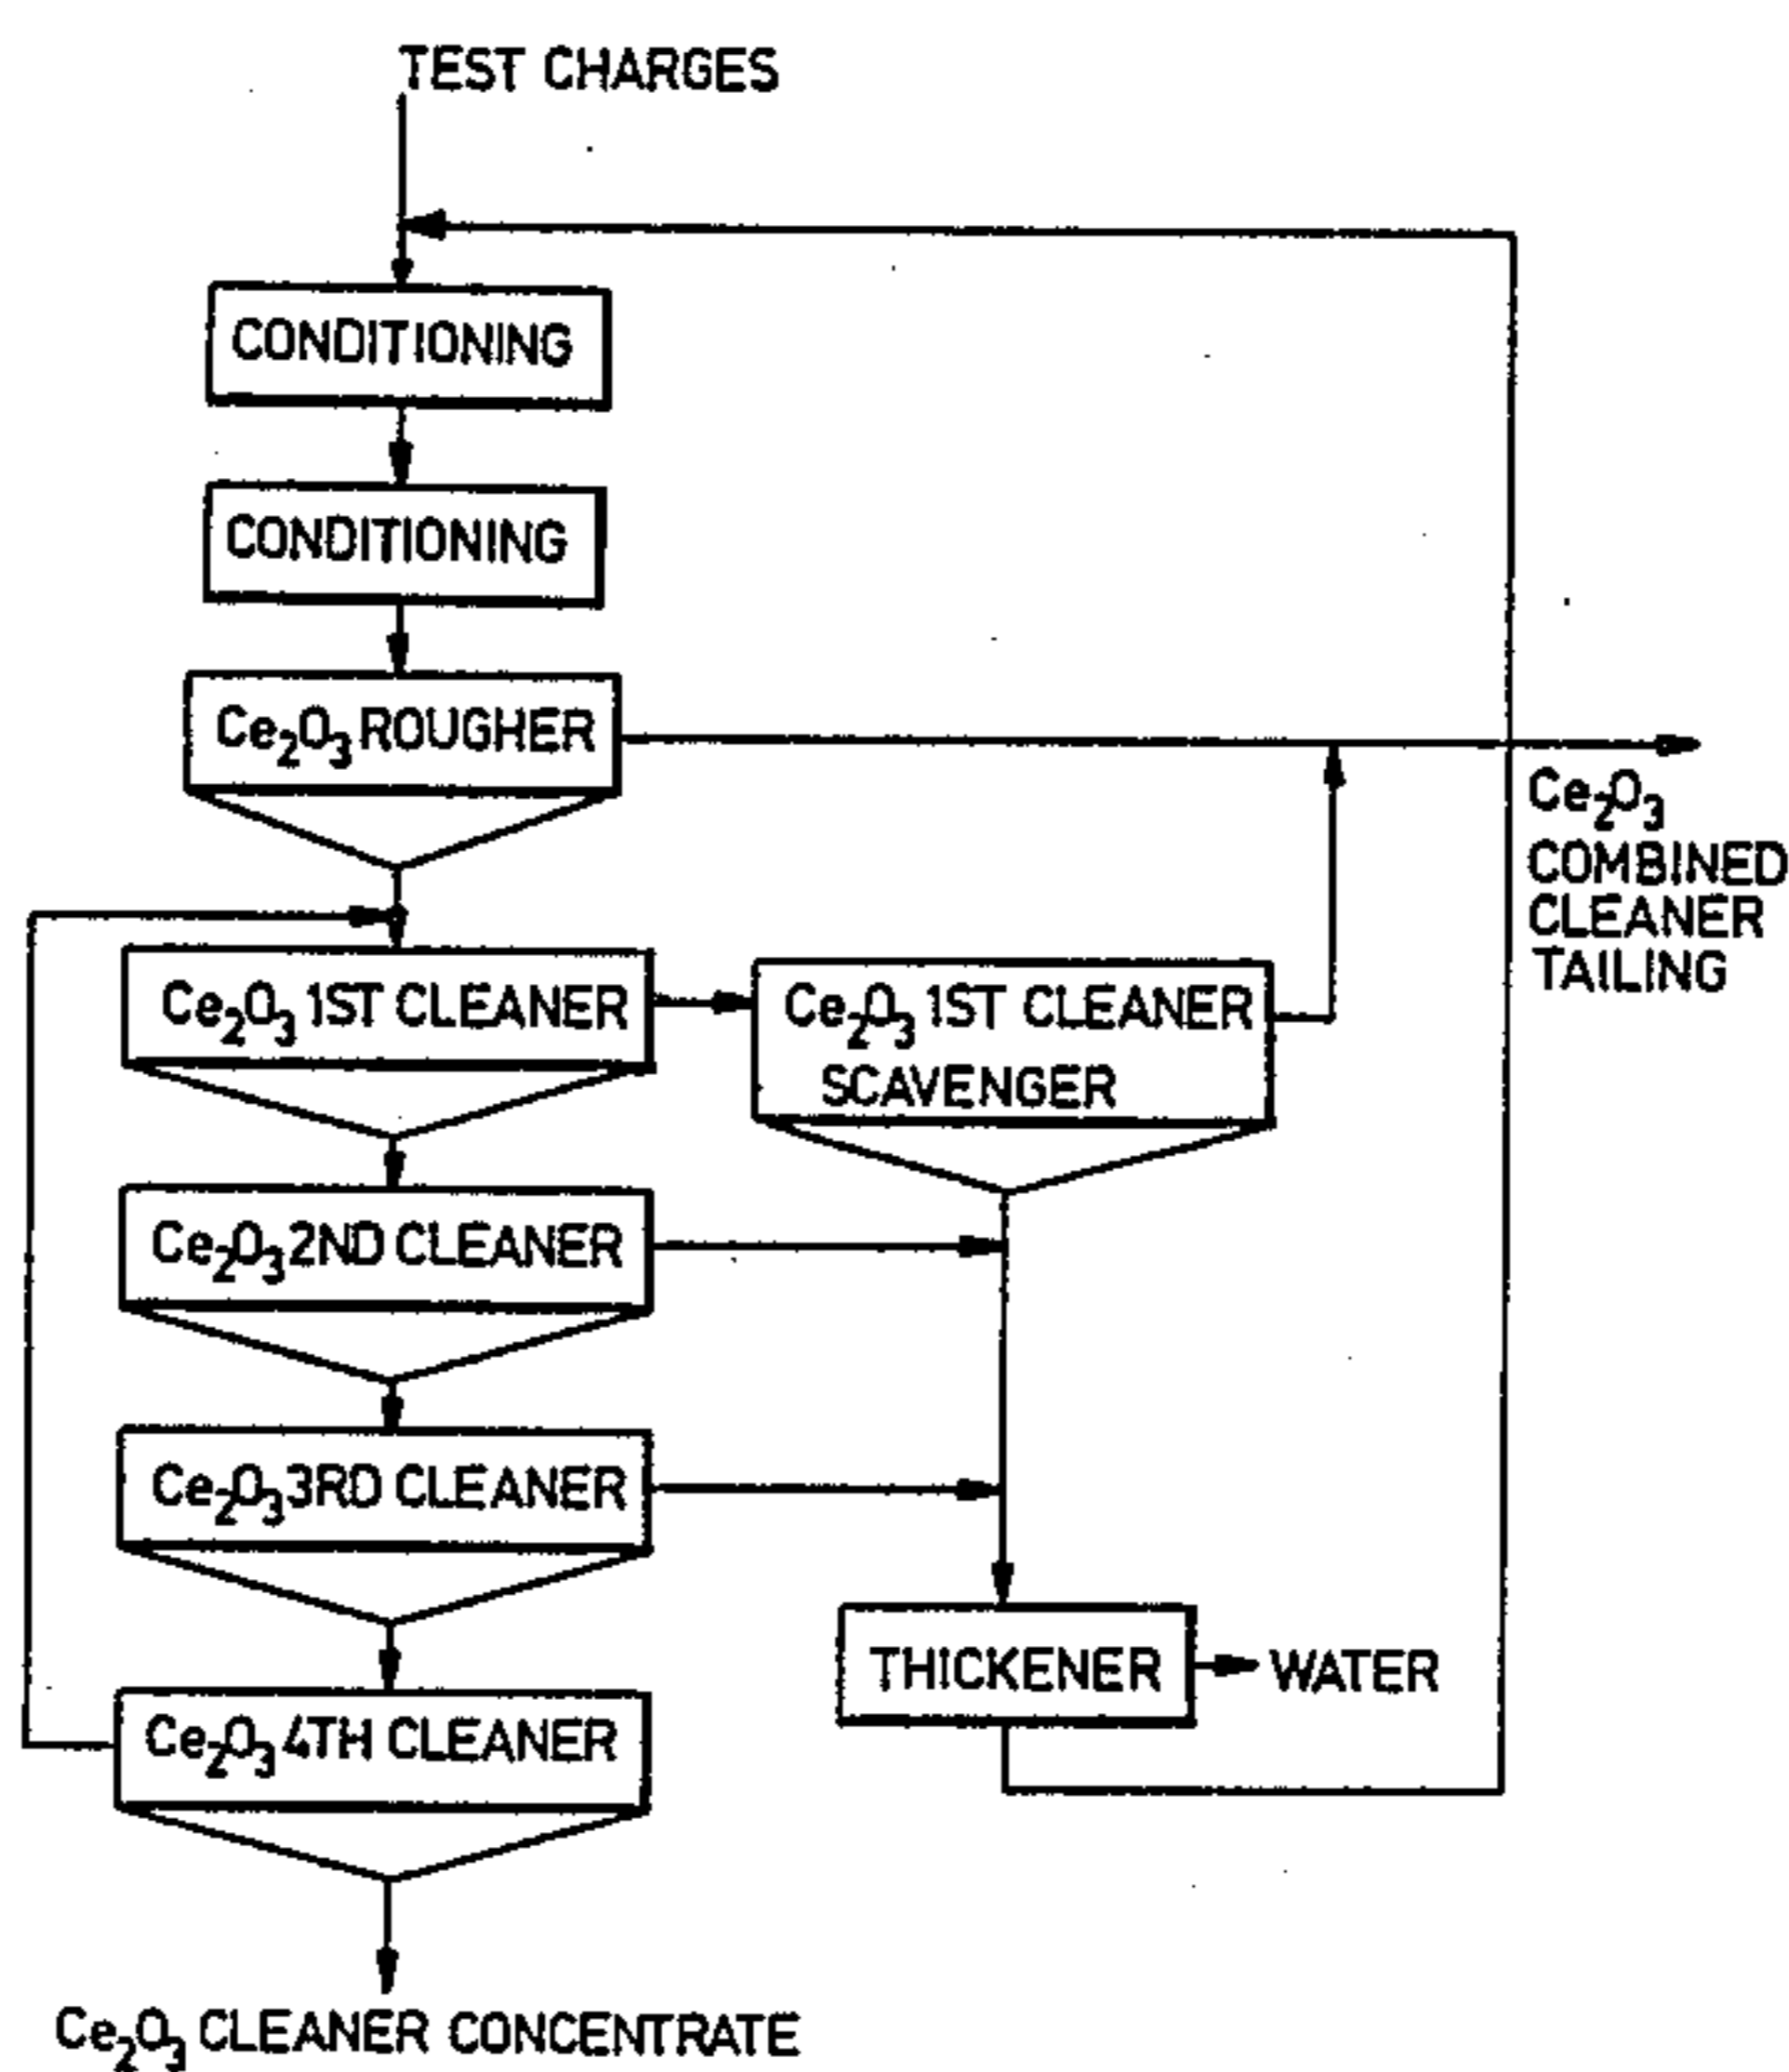 TEST CHARGES
CONDITIONING
CONDITIONING
Ce₂O₃ ROUGHER
Ce₂O₃
COMBINED
CLEANER
TAILING
Ce₂O₃ 1ST CLEANER
Ce₂O₃ 1ST CLEANER
SCAVENGER
Ce₂O₃ 2ND CLEANER
Ce₂O₃ 3RD CLEANER
THICKENER
WATER
Ce₂O₃ 4TH CLEANER
Ce₂O₃ CLEANER CONCENTRATE